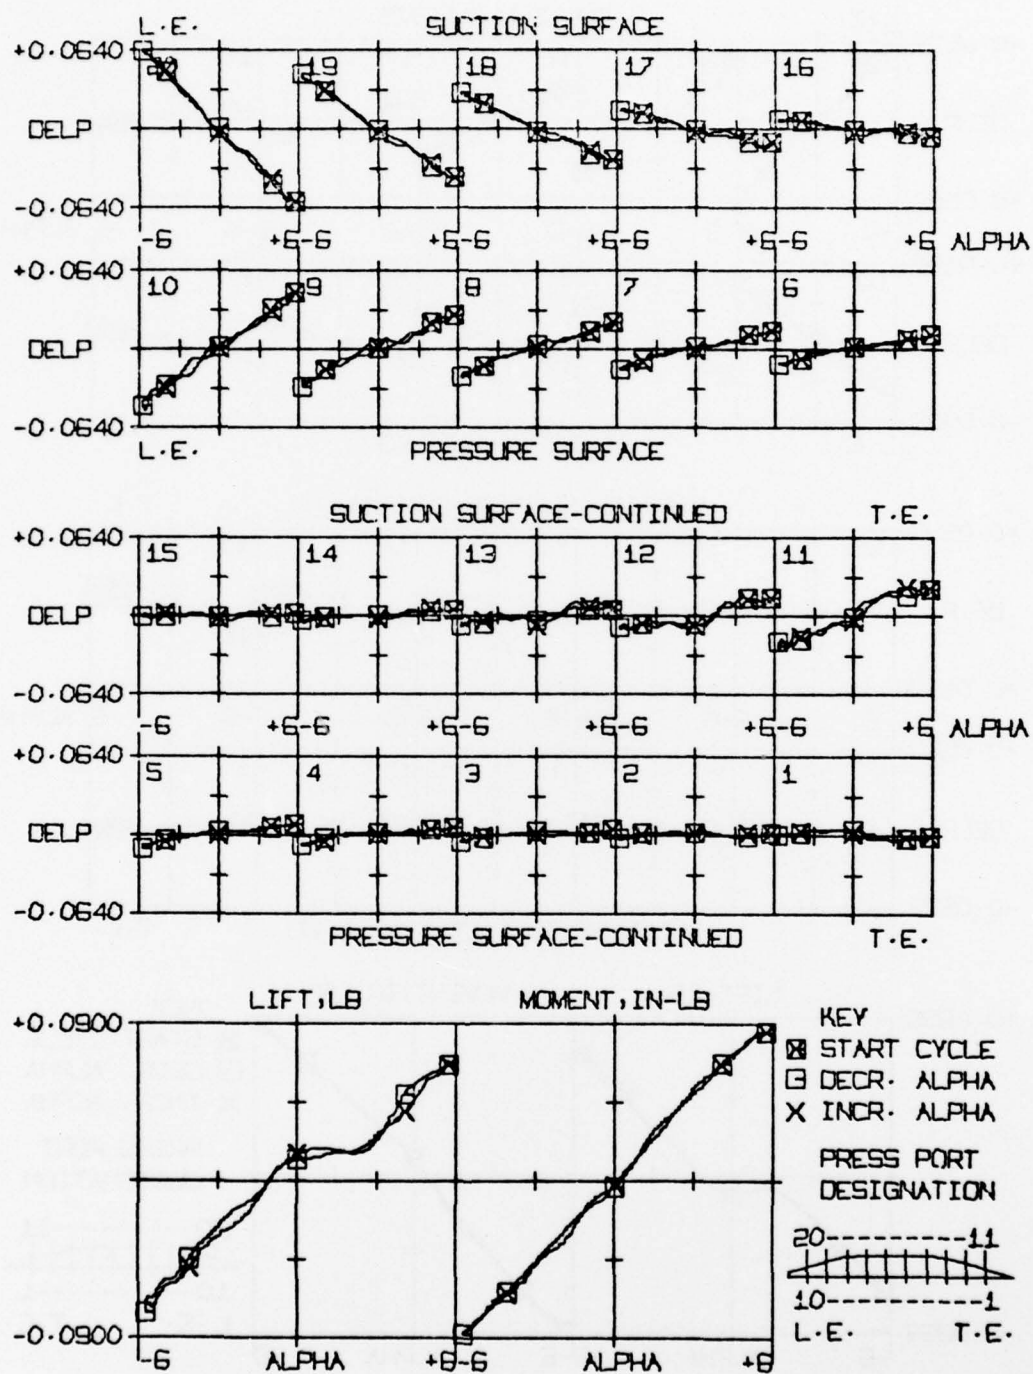 L.E. SUCTION SURFACE
+0.0640
19 18 17 16
DELP
-0.0640
-6 +6-6 +6-6 +6-6 +6-6 +6 ALPHA
10 9 8 7 6
DELP
-0.0640
L.E. PRESSURE SURFACE
SUCTION SURFACE-CONTINUED T.E.
+0.0640
15 14 13 12 11
DELP
-0.0640
-6 +6-6 +6-6 +6-6 +6-6 +6 ALPHA
+0.0640
5 4 3 2 1
DELP
-0.0640
PRESSURE SURFACE-CONTINUED T.E.
LIFT,LB MOMENT,IN-LB
+0.0900
-0.0900
-6 ALPHA +6-6 ALPHA +6
KEY
START CYCLE
DECR. ALPHA
INCR. ALPHA
PRESS PORT
DESIGNATION
20---------11
10---------1
L.E. T.E.